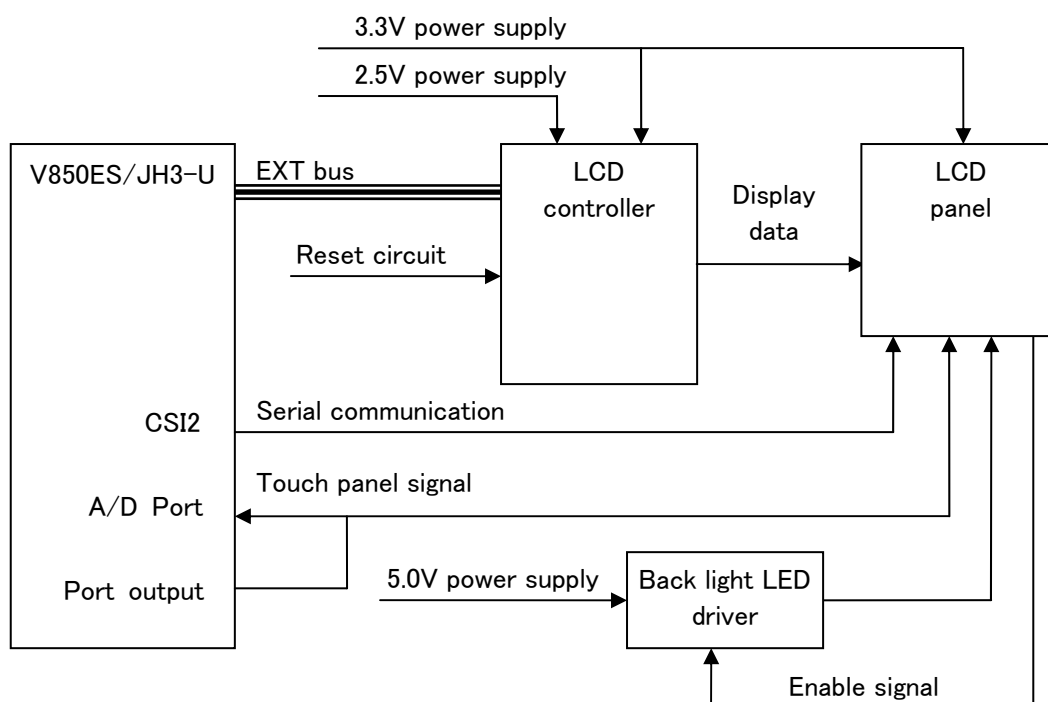 3.3V power supply
2.5V power supply
V850ES/JH3-U
EXT bus
LCD
controller
Display
data
LCD
panel
Reset circuit
CSI2
Serial communication
A/D Port
Touch panel signal
Port output
5.0V power supply
Back light LED
driver
Enable signal